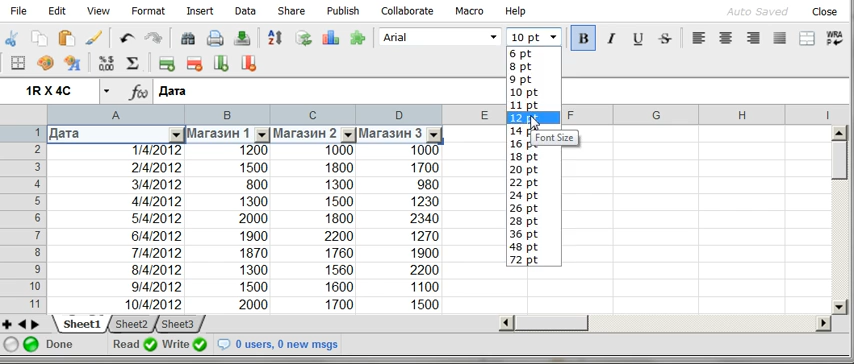 File Edit View Format Insert Data Share Publish Collaborate Macro Help Auto Saved Close
Arial 10 pt B I U S WRA
%$ 0.00 Σ
1R X 4C fx Дата
6 pt
8 pt
9 pt
10 pt
11 pt
12 pt
14
16
18 pt
20 pt
22 pt
24 pt
26 pt
28 pt
36 pt
48 pt
72 pt
Font Size
A B C D E F G H I
1 Дата Магазин 1 Магазин 2 Магазин 3
2 1/4/2012 1200 1000 1000
3 2/4/2012 1500 1800 1700
4 3/4/2012 800 1300 980
5 4/4/2012 1300 1500 1230
6 5/4/2012 2000 1800 2340
7 6/4/2012 1900 2200 1270
8 7/4/2012 1870 1760 1900
9 8/4/2012 1300 1560 2200
10 9/4/2012 1500 1600 1100
11 10/4/2012 2000 1700 1500
Sheet1 Sheet2 Sheet3
Done Read Write 0 users, 0 new msgs